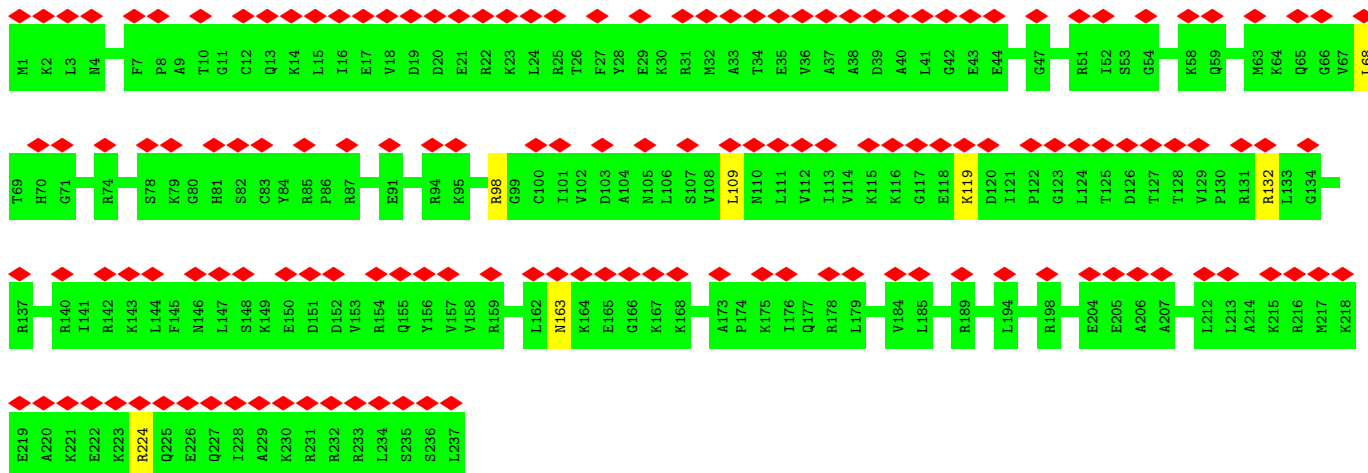 M1 K2 L3 N4 F7 P8 A9 T10 G11 C12 Q13 K14 L15 I16 E17 V18 D19 D20 E21 R22 K23 L24 R25 T26 F27 Y28 E29 K30 R31 M32 A33 T34 E35 V36 A37 A38 D39 A40 L41 G42 E43 E44 G47 R51 I52 S53 G54 K58 Q59 M63 K64 Q65 G66 V67 L68
T69 H70 G71 R74 S78 K79 G80 H81 S82 C83 Y84 R85 P86 R87 E91 R94 K95 R98 G99 C100 I101 V102 D103 A104 N105 L106 S107 V108 L109 N110 L111 V112 I113 V114 K115 K116 G117 E118 K119 D120 I121 P122 G123 L124 T125 D126 T127 T128 V129 P130 R131 R132 L133 G134
R137 R140 I141 R142 K143 L144 F145 N146 L147 S148 K149 E150 D151 D152 V153 R154 Q155 Y156 V157 V158 R159 L162 N163 K164 E165 G166 K167 K168 A173 P174 K175 I176 Q177 R178 L179 V184 L185 R189 L194 R198 E204 E205 A206 A207 L212 L213 A214 K215 R216 M217 K218
E219 A220 K221 E222 K223 R224 Q225 E226 Q227 I228 A229 K230 R231 R232 R233 L234 S235 S236 L237